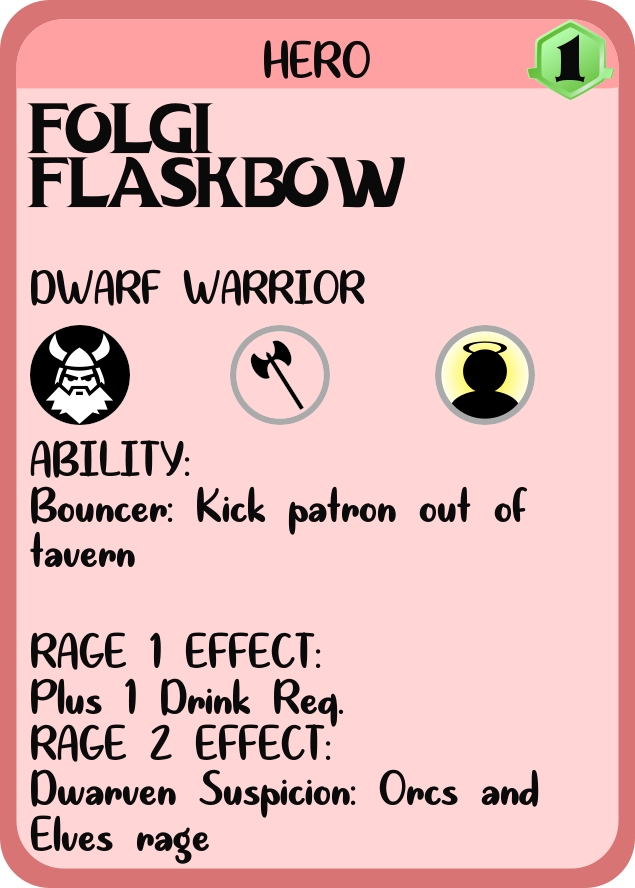 HERO
1
FOLGI
FLASKBOW
DWARF WARRIOR
ABILITY:
Bouncer: Kick patron out of
tavern
RAGE 1 EFFECT:
Plus 1 Drink Req.
RAGE 2 EFFECT:
Dwarven Suspicion: Orcs and
Elves rage